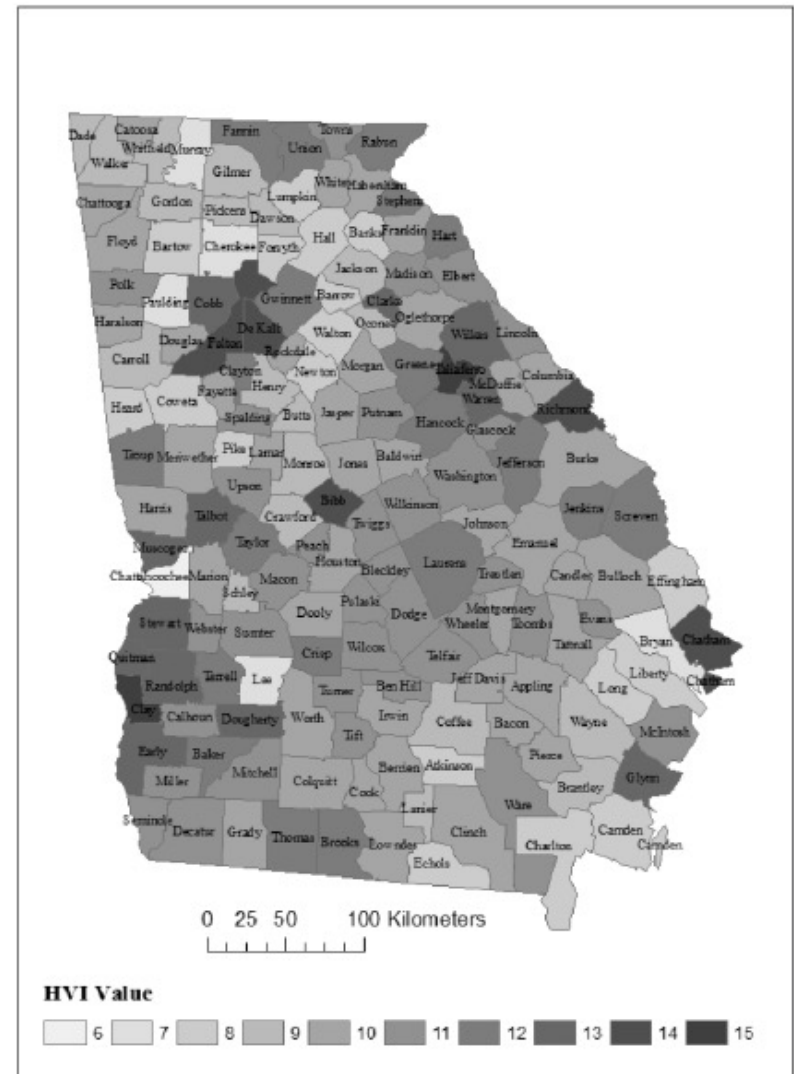 Fannin Towns Rabun
Dade Catoosa Whitfield Murray Union
Walker Gilmer White Habersham
Lumpkin Stephens
Chattooga Gordon Pickens Dawson
Banks Franklin Hart
Floyd Bartow Cherokee Forsyth Hall
Jackson Madison Elbert
Polk Paulding Cobb Gwinnett Barrow Clarke
Haralson De Kalb Oconee Oglethorpe Wilkes Lincoln
Douglas Fulton Walton
Carroll Rockdale Morgan Greene Taliaferro Columbia
Clayton Newton McDuffie
Fayette Henry Warren Richmond
Heard Coweta Spalding Butts Jasper Putnam Hancock Glascock
Troup Meriwether Pike Lamar Monroe Jones Baldwin Washington Jefferson Burke
Upson
Harris Talbot Bibb Wilkinson Jenkins Screven
Crawford Twiggs Johnson
Muscogee Taylor Peach Emanuel
Chattahoochee Marion Macon Houston Bleckley Laurens Treutlen Candler Bulloch Effingham
Schley
Stewart Webster Sumter Dooly Pulaski Dodge Wheeler Montgomery Toombs Evans
Tattnall Bryan Chatham
Quitman Wilcox Telfair
Randolph Terrell Lee Crisp Liberty Chatham
Turner Ben Hill Jeff Davis Appling Long
Clay Calhoun Dougherty Worth Irwin Coffee Bacon Wayne McIntosh
Tift
Early Baker Pierce
Miller Mitchell Colquitt Berrien Atkinson Brantley Glynn
Cook Ware
Seminole Decatur Grady Thomas Brooks Lowndes Lanier Clinch Charlton Camden Camden
Echols
0 25 50 100 Kilometers
HVI Value
6 7 8 9 10 11 12 13 14 15